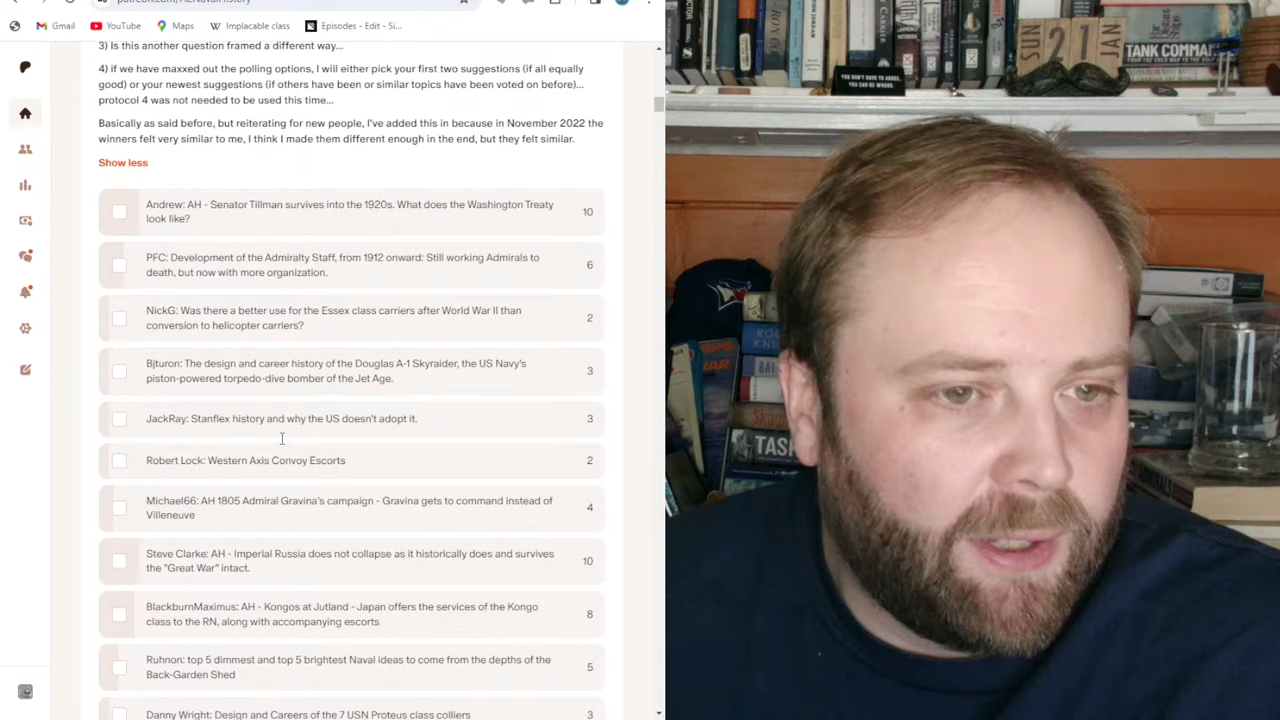 Gmail
YouTube
Maps
Implacable class
Episodes - Edit - Si...
3) Is this another question framed a different way...
4) if we have maxxed out the polling options, I will either pick your first two suggestions (if all equally
good) or your newest suggestions (if others have been or similar topics have been voted on before)...
protocol 4 was not needed to be used this time...
Basically as said before, but reiterating for new people, I've added this in because in November 2022 the
winners felt very similar to me, I think I made them different enough in the end, but they felt similar.
Show less
Andrew: AH - Senator Tillman survives into the 1920s. What does the Washington Treaty
look like?
10
PFC: Development of the Admiralty Staff, from 1912 onward: Still working Admirals to
death, but now with more organization.
6
NickG: Was there a better use for the Essex class carriers after World War II than
conversion to helicopter carriers?
2
Bjturon: The design and career history of the Douglas A-1 Skyraider, the US Navy's
piston-powered torpedo-dive bomber of the Jet Age.
3
JackRay: Stanflex history and why the US doesn't adopt it.
3
Robert Lock: Western Axis Convoy Escorts
2
Michael66: AH 1805 Admiral Gravina's campaign - Gravina gets to command instead of
Villeneuve
4
Steve Clarke: AH - Imperial Russia does not collapse as it historically does and survives
the "Great War" intact.
10
BlackburnMaximus: AH - Kongos at Jutland - Japan offers the services of the Kongo
class to the RN, along with accompanying escorts
8
Ruhnon: top 5 dimmest and top 5 brightest Naval ideas to come from the depths of the
Back-Garden Shed
5
Danny Wright: Design and Careers of the 7 USN Proteus class colliers
3
SUN
21
JAN
TANK
YOU DON'T HAVE TO AGREE,
YOU CAN BE WRONG.
TASK